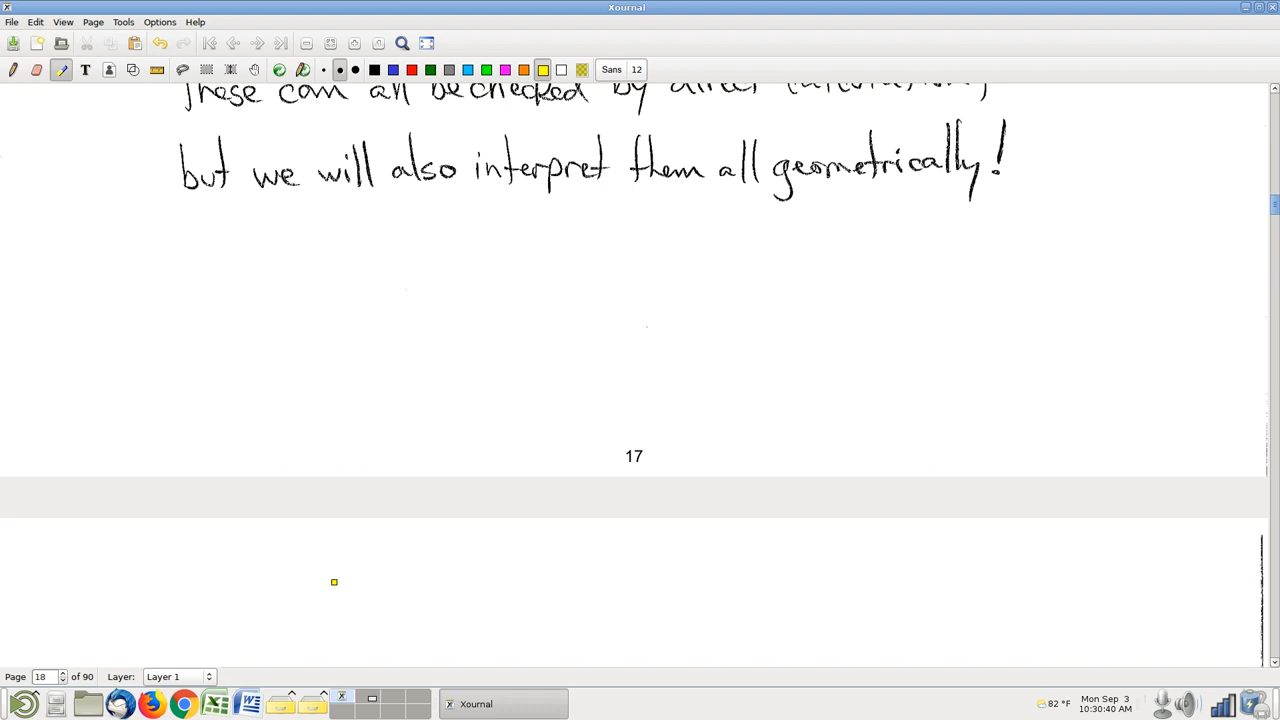 Xournal
File Edit View Page Tools Options Help
Sans 12
These can all be checked by direct
but we will also interpret them all geometrically!
17
Page 18 of 90 Layer: Layer 1
Xournal
82 °F
Mon Sep 3
10:30:40 AM